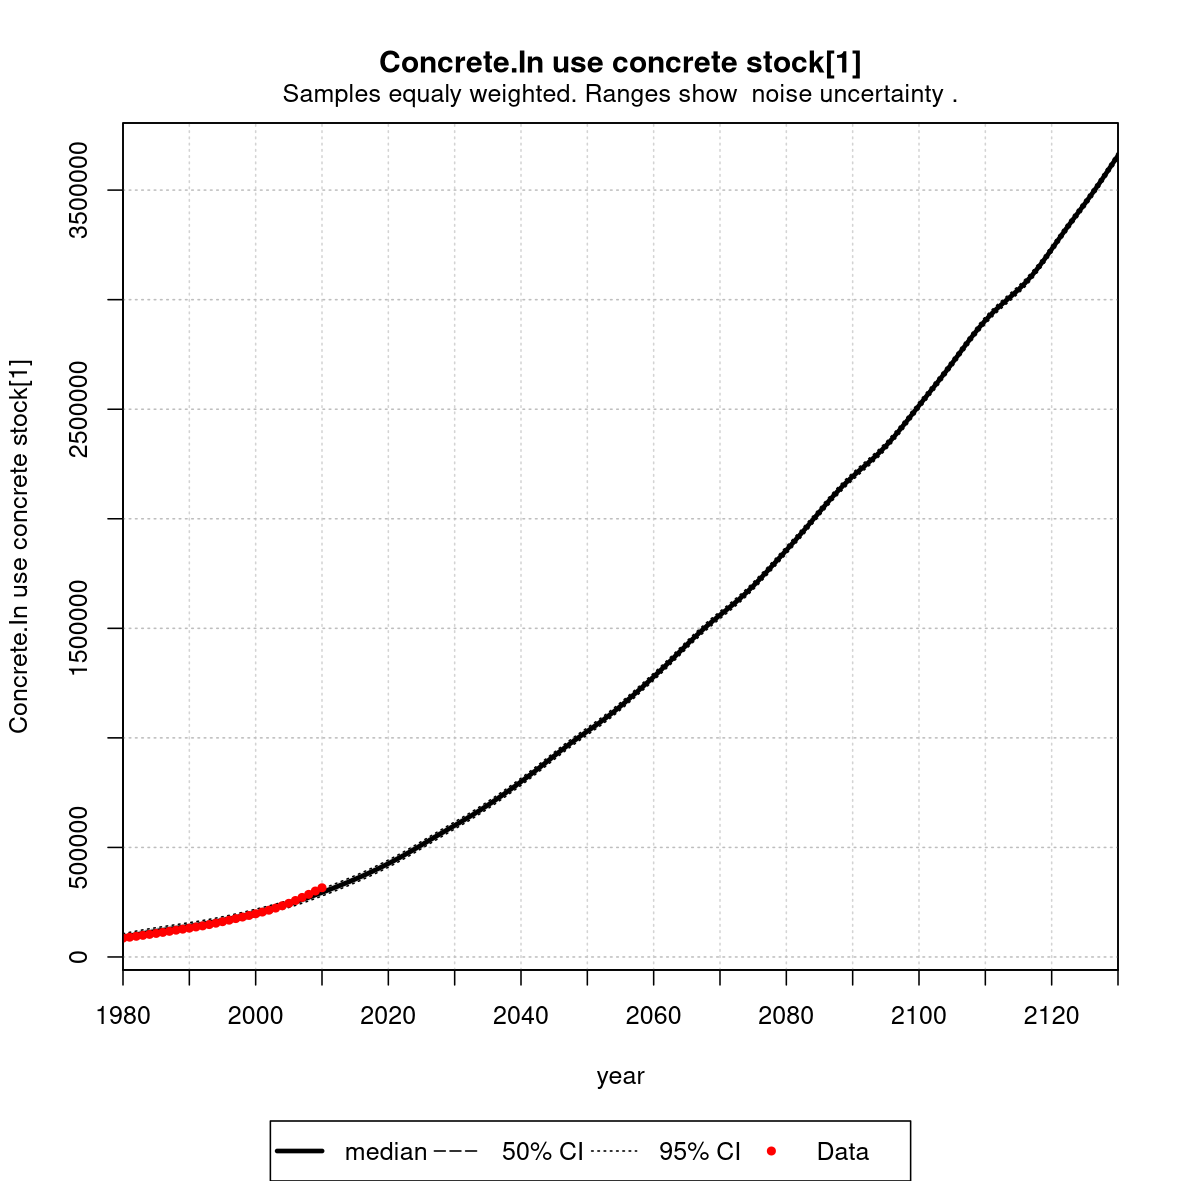 Concrete.In use concrete stock[1]
Samples equaly weighted. Ranges show  noise uncertainty .
Concrete.In use concrete stock[1]
3500000
2500000
1500000
500000
0
1980 2000 2020 2040 2060 2080 2100 2120
year
median 50% CI 95% CI Data